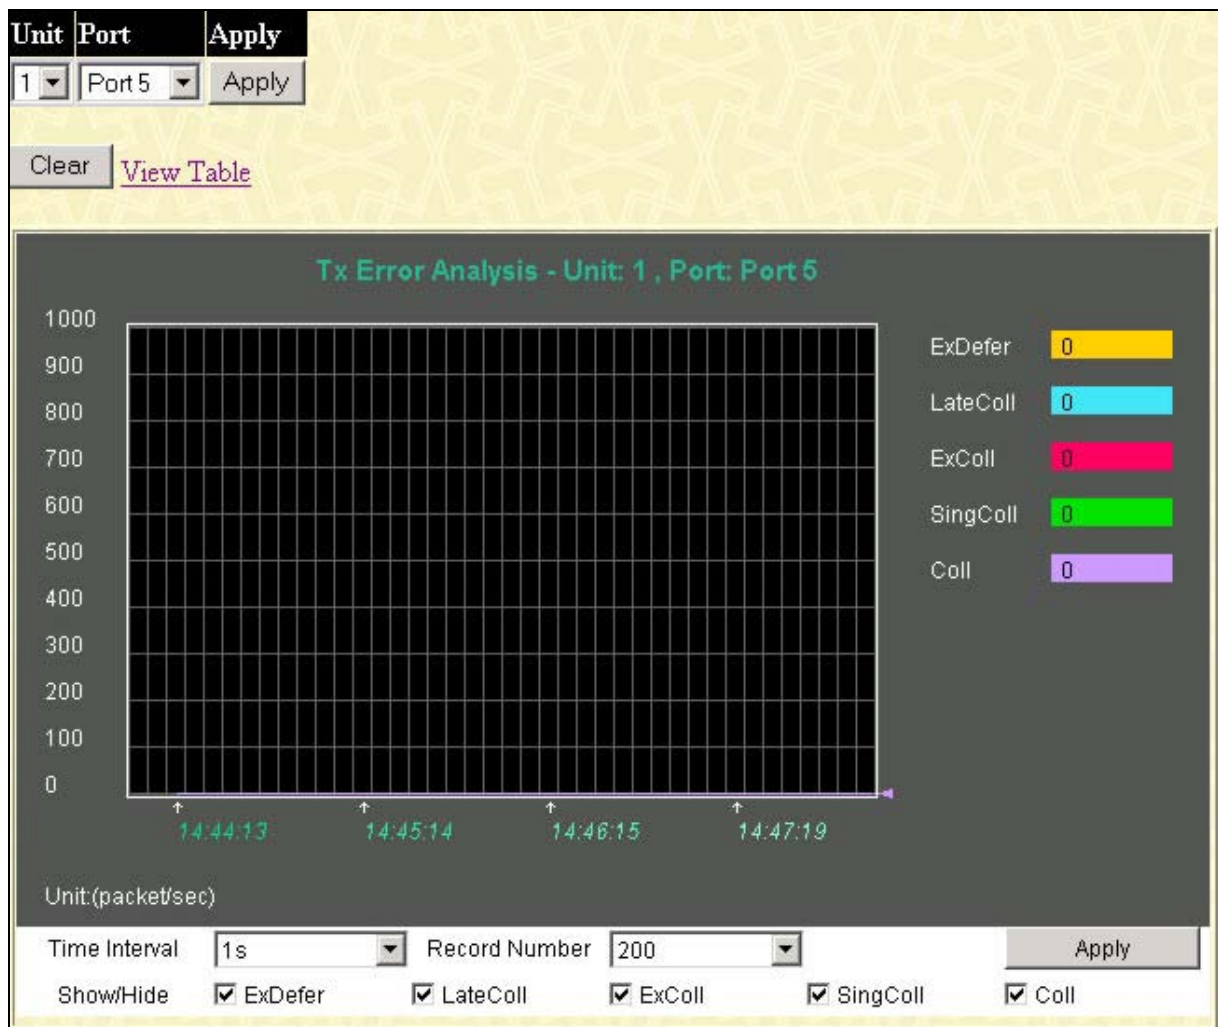 Unit Port Apply
1 Port 5 Apply
Clear View Table
Tx Error Analysis - Unit: 1 , Port: Port 5
1000
900
800
700
600
500
400
300
200
100
0
ExDefer 0
LateColl 0
ExColl 0
SingColl 0
Coll 0
14:44:13 14:45:14 14:46:15 14:47:19
Unit:(packet/sec)
Time Interval 1s Record Number 200 Apply
Show/Hide ExDefer LateColl ExColl SingColl Coll